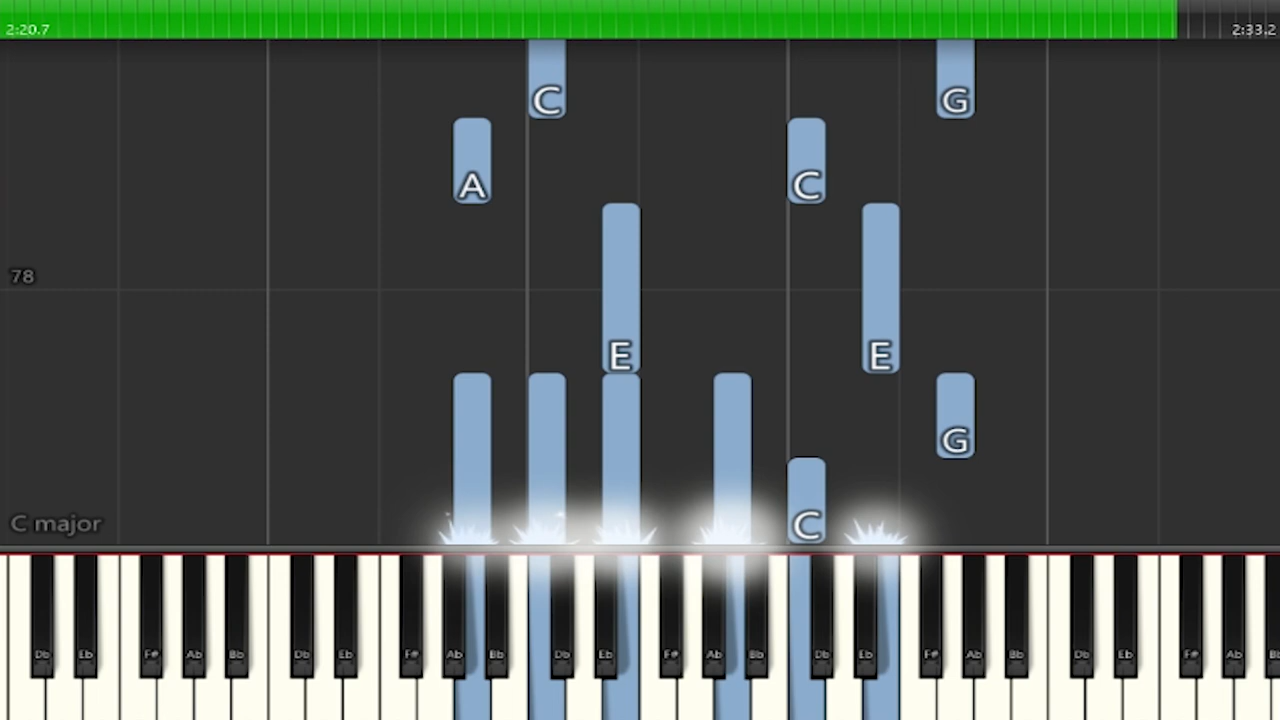 2:20.7 2:33.2
C G
A C
78
E E
G
C major C
Db Eb F# Ab Bb Db Eb F# Ab Bb Db Eb F# Ab Bb Db Eb F# Ab Bb Db Eb F# Ab Bb